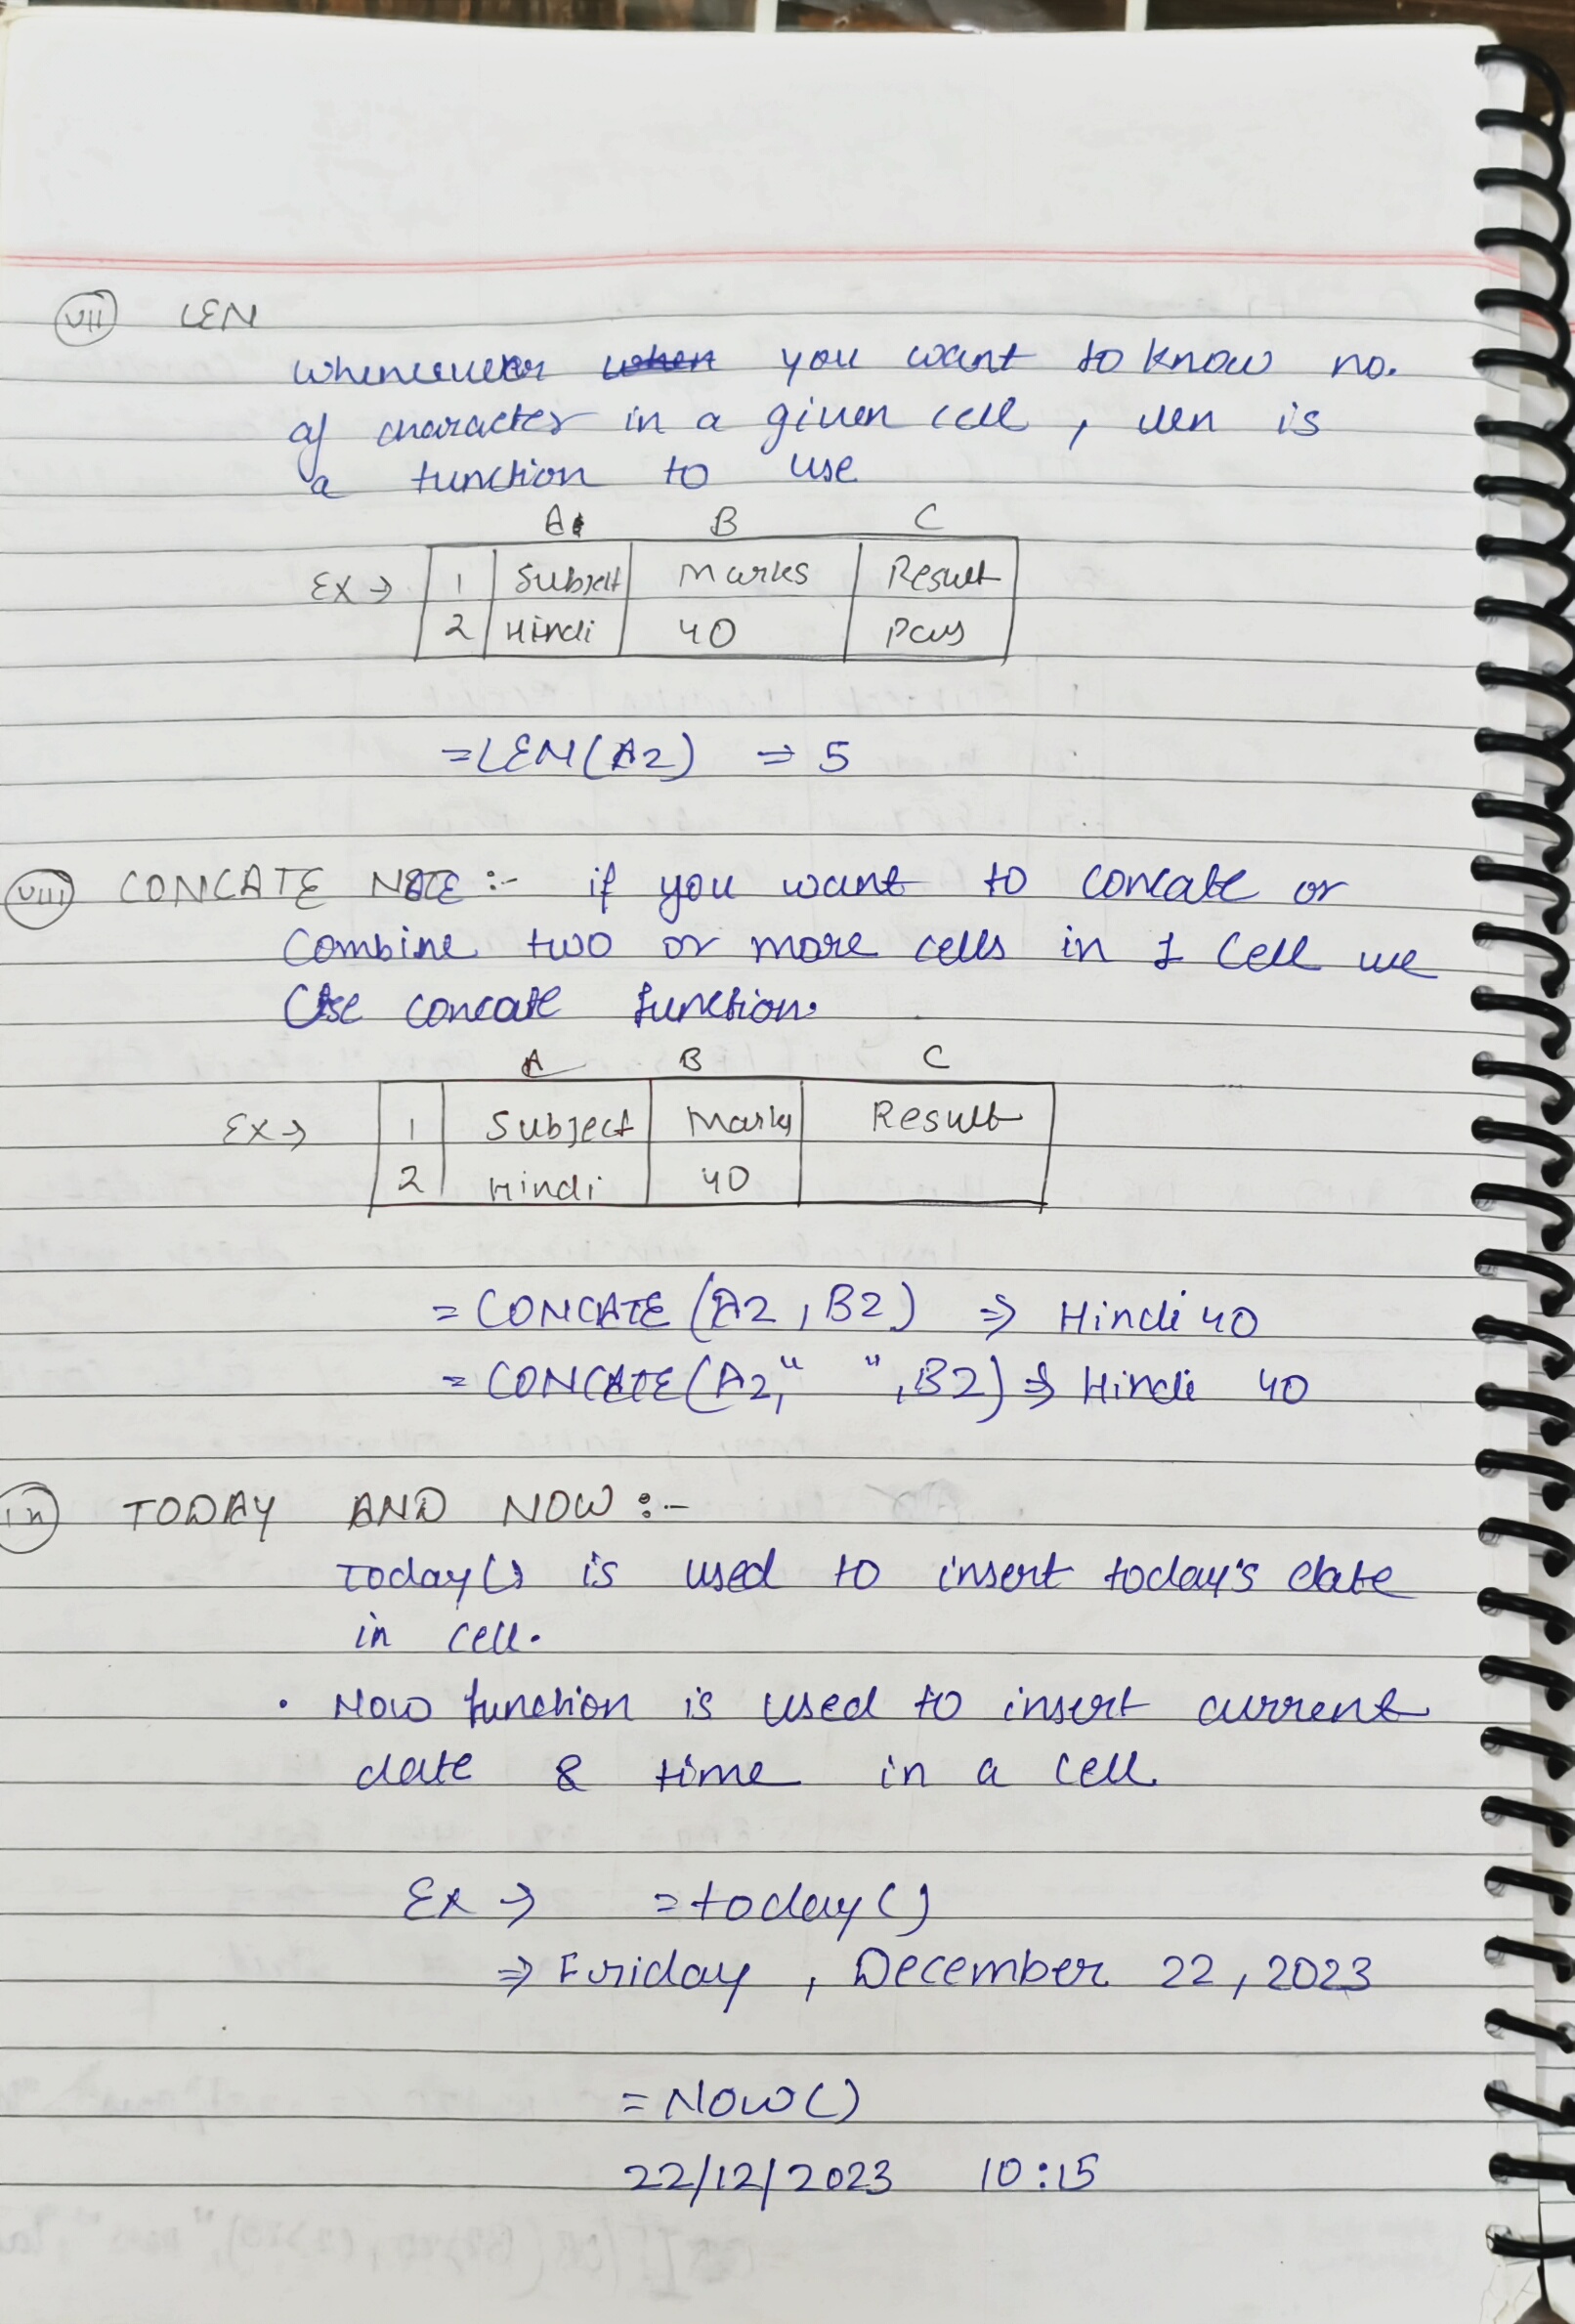 vii LEN
whenever when you want to know no.
of character in a given cell, len is
a function to use
A B C
Ex → 1 Subject Marks Result
2 Hindi 40 Pass
=LEN(A2) ⇒ 5
viii CONCATE NATE :- if you want to concate or
Combine two or more cells in 1 Cell we
Use concate function.
A B C
Ex → 1 Subject Marks Result
2 Hindi 40
= CONCATE (A2, B2) ⇒ Hindi 40
= CONCATE(A2," ",B2) ⇒ Hindi 40
ix TODAY AND NOW :-
Today() is used to insert today's date
in cell.
• Now function is used to insert current
date & time in a cell
Ex → =today()
⇒ Friday, December 22, 2023
= NOW()
22/12/2023 10:15